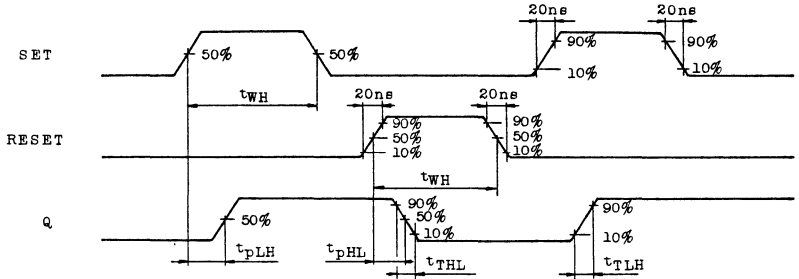 20ns 20ns
SET 50% 50% 90% 90%
10% 10%
tWH
20ns 20ns
RESET 90% 90%
50% 50%
10% 10%
tWH
Q 50% 90% 90%
50%
10% 10%
tpLH tpHL tTHL tTLH